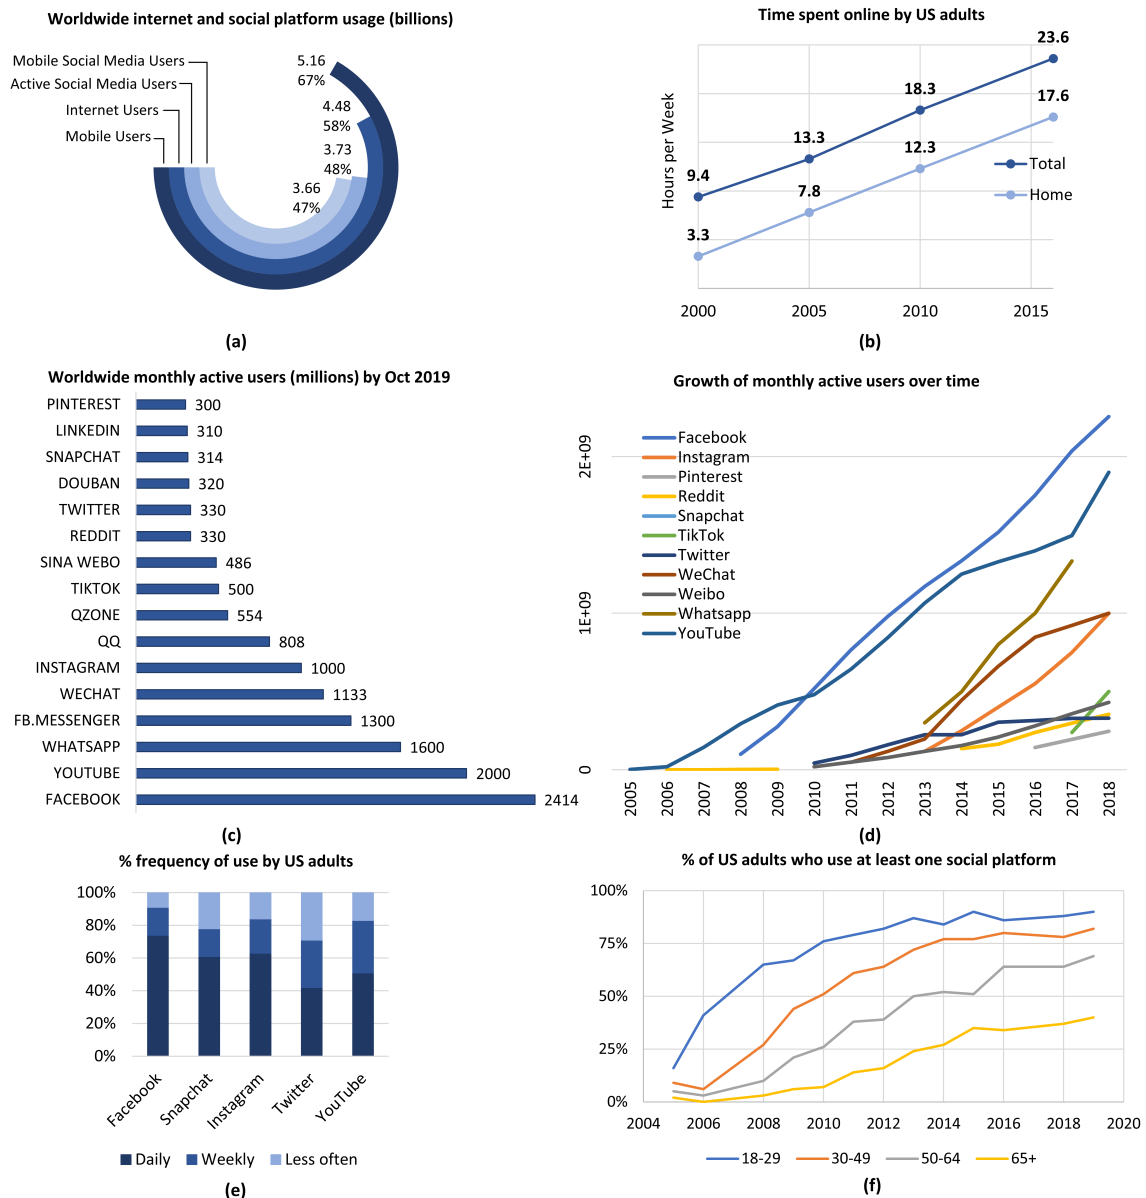 Worldwide internet and social platform usage (billions)
Mobile Social Media Users
Active Social Media Users
Internet Users
Mobile Users
5.16
67%
4.48
58%
3.73
48%
3.66
47%
(a)
Time spent online by US adults
Hours per Week
23.6
18.3
17.6
13.3
12.3
9.4
7.8
3.3
Total
Home
2000 2005 2010 2015
(b)
Worldwide monthly active users (millions) by Oct 2019
PINTEREST 300
LINKEDIN 310
SNAPCHAT 314
DOUBAN 320
TWITTER 330
REDDIT 330
SINA WEBO 486
TIKTOK 500
QZONE 554
QQ 808
INSTAGRAM 1000
WECHAT 1133
FB.MESSENGER 1300
WHATSAPP 1600
YOUTUBE 2000
FACEBOOK 2414
(c)
Growth of monthly active users over time
2E+09
1E+09
0
Facebook
Instagram
Pinterest
Reddit
Snapchat
TikTok
Twitter
WeChat
Weibo
Whatsapp
YouTube
2005 2006 2007 2008 2009 2010 2011 2012 2013 2014 2015 2016 2017 2018
(d)
% frequency of use by US adults
100%
80%
60%
40%
20%
0%
Facebook Snapchat Instagram Twitter YouTube
Daily Weekly Less often
(e)
% of US adults who use at least one social platform
100%
75%
50%
25%
0%
2004 2006 2008 2010 2012 2014 2016 2018 2020
18-29 30-49 50-64 65+
(f)